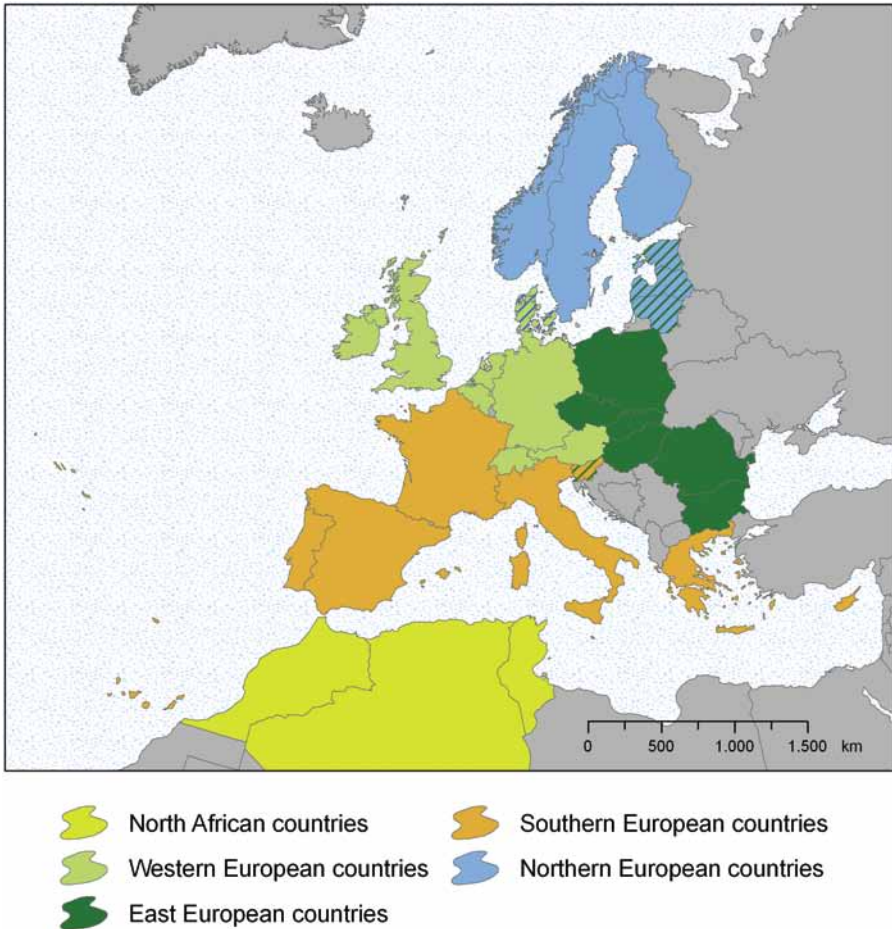 0 500 1.000 1.500 km
North African countries
Southern European countries
Western European countries
Northern European countries
East European countries